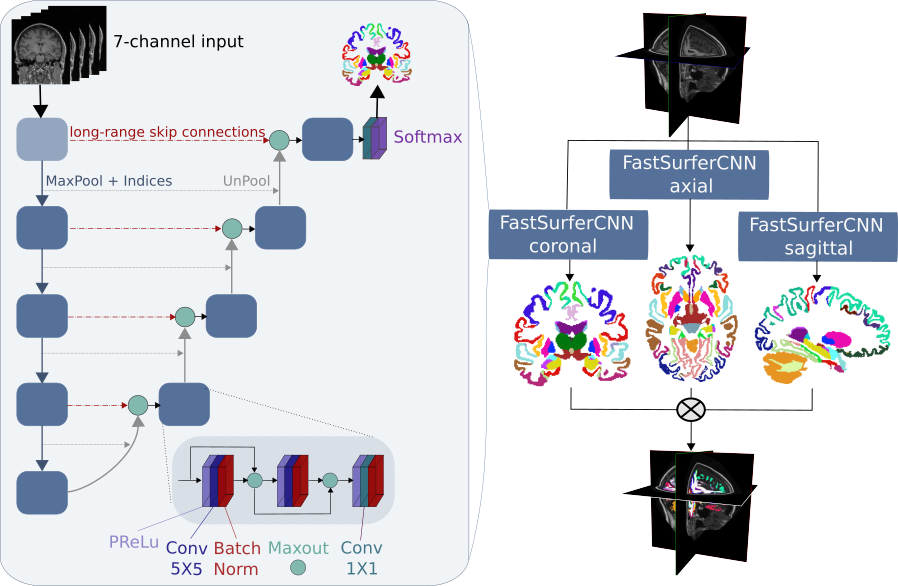 7-channel input
long-range skip connections
Softmax
MaxPool + Indices
UnPool
PReLu
Conv
5X5
Batch
Norm
Maxout
Conv
1X1
FastSurferCNN
axial
FastSurferCNN
coronal
FastSurferCNN
sagittal